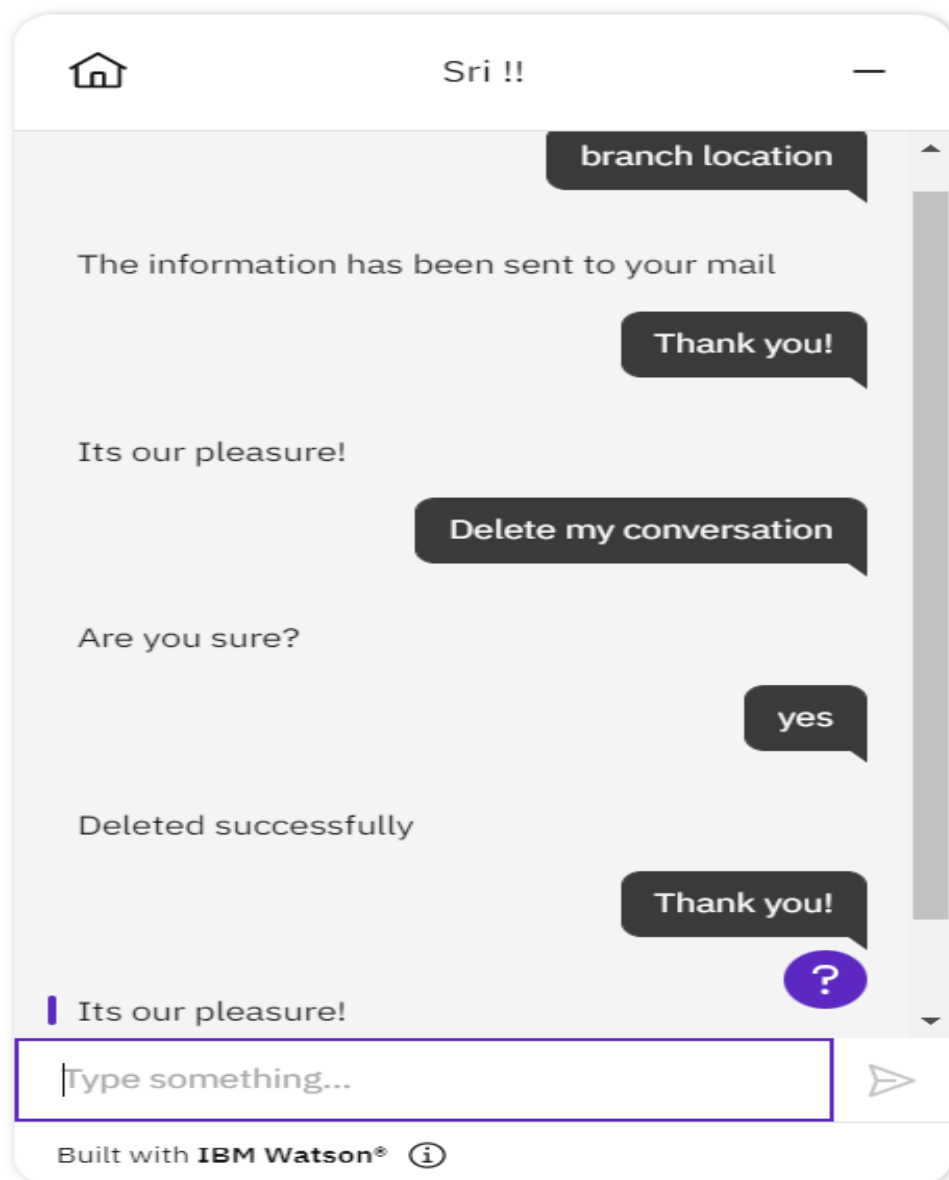 Sri !!
branch location
The information has been sent to your mail
Thank you!
Its our pleasure!
Delete my conversation
Are you sure?
yes
Deleted successfully
Thank you!
?
Its our pleasure!
Type something...
Built with IBM Watson®